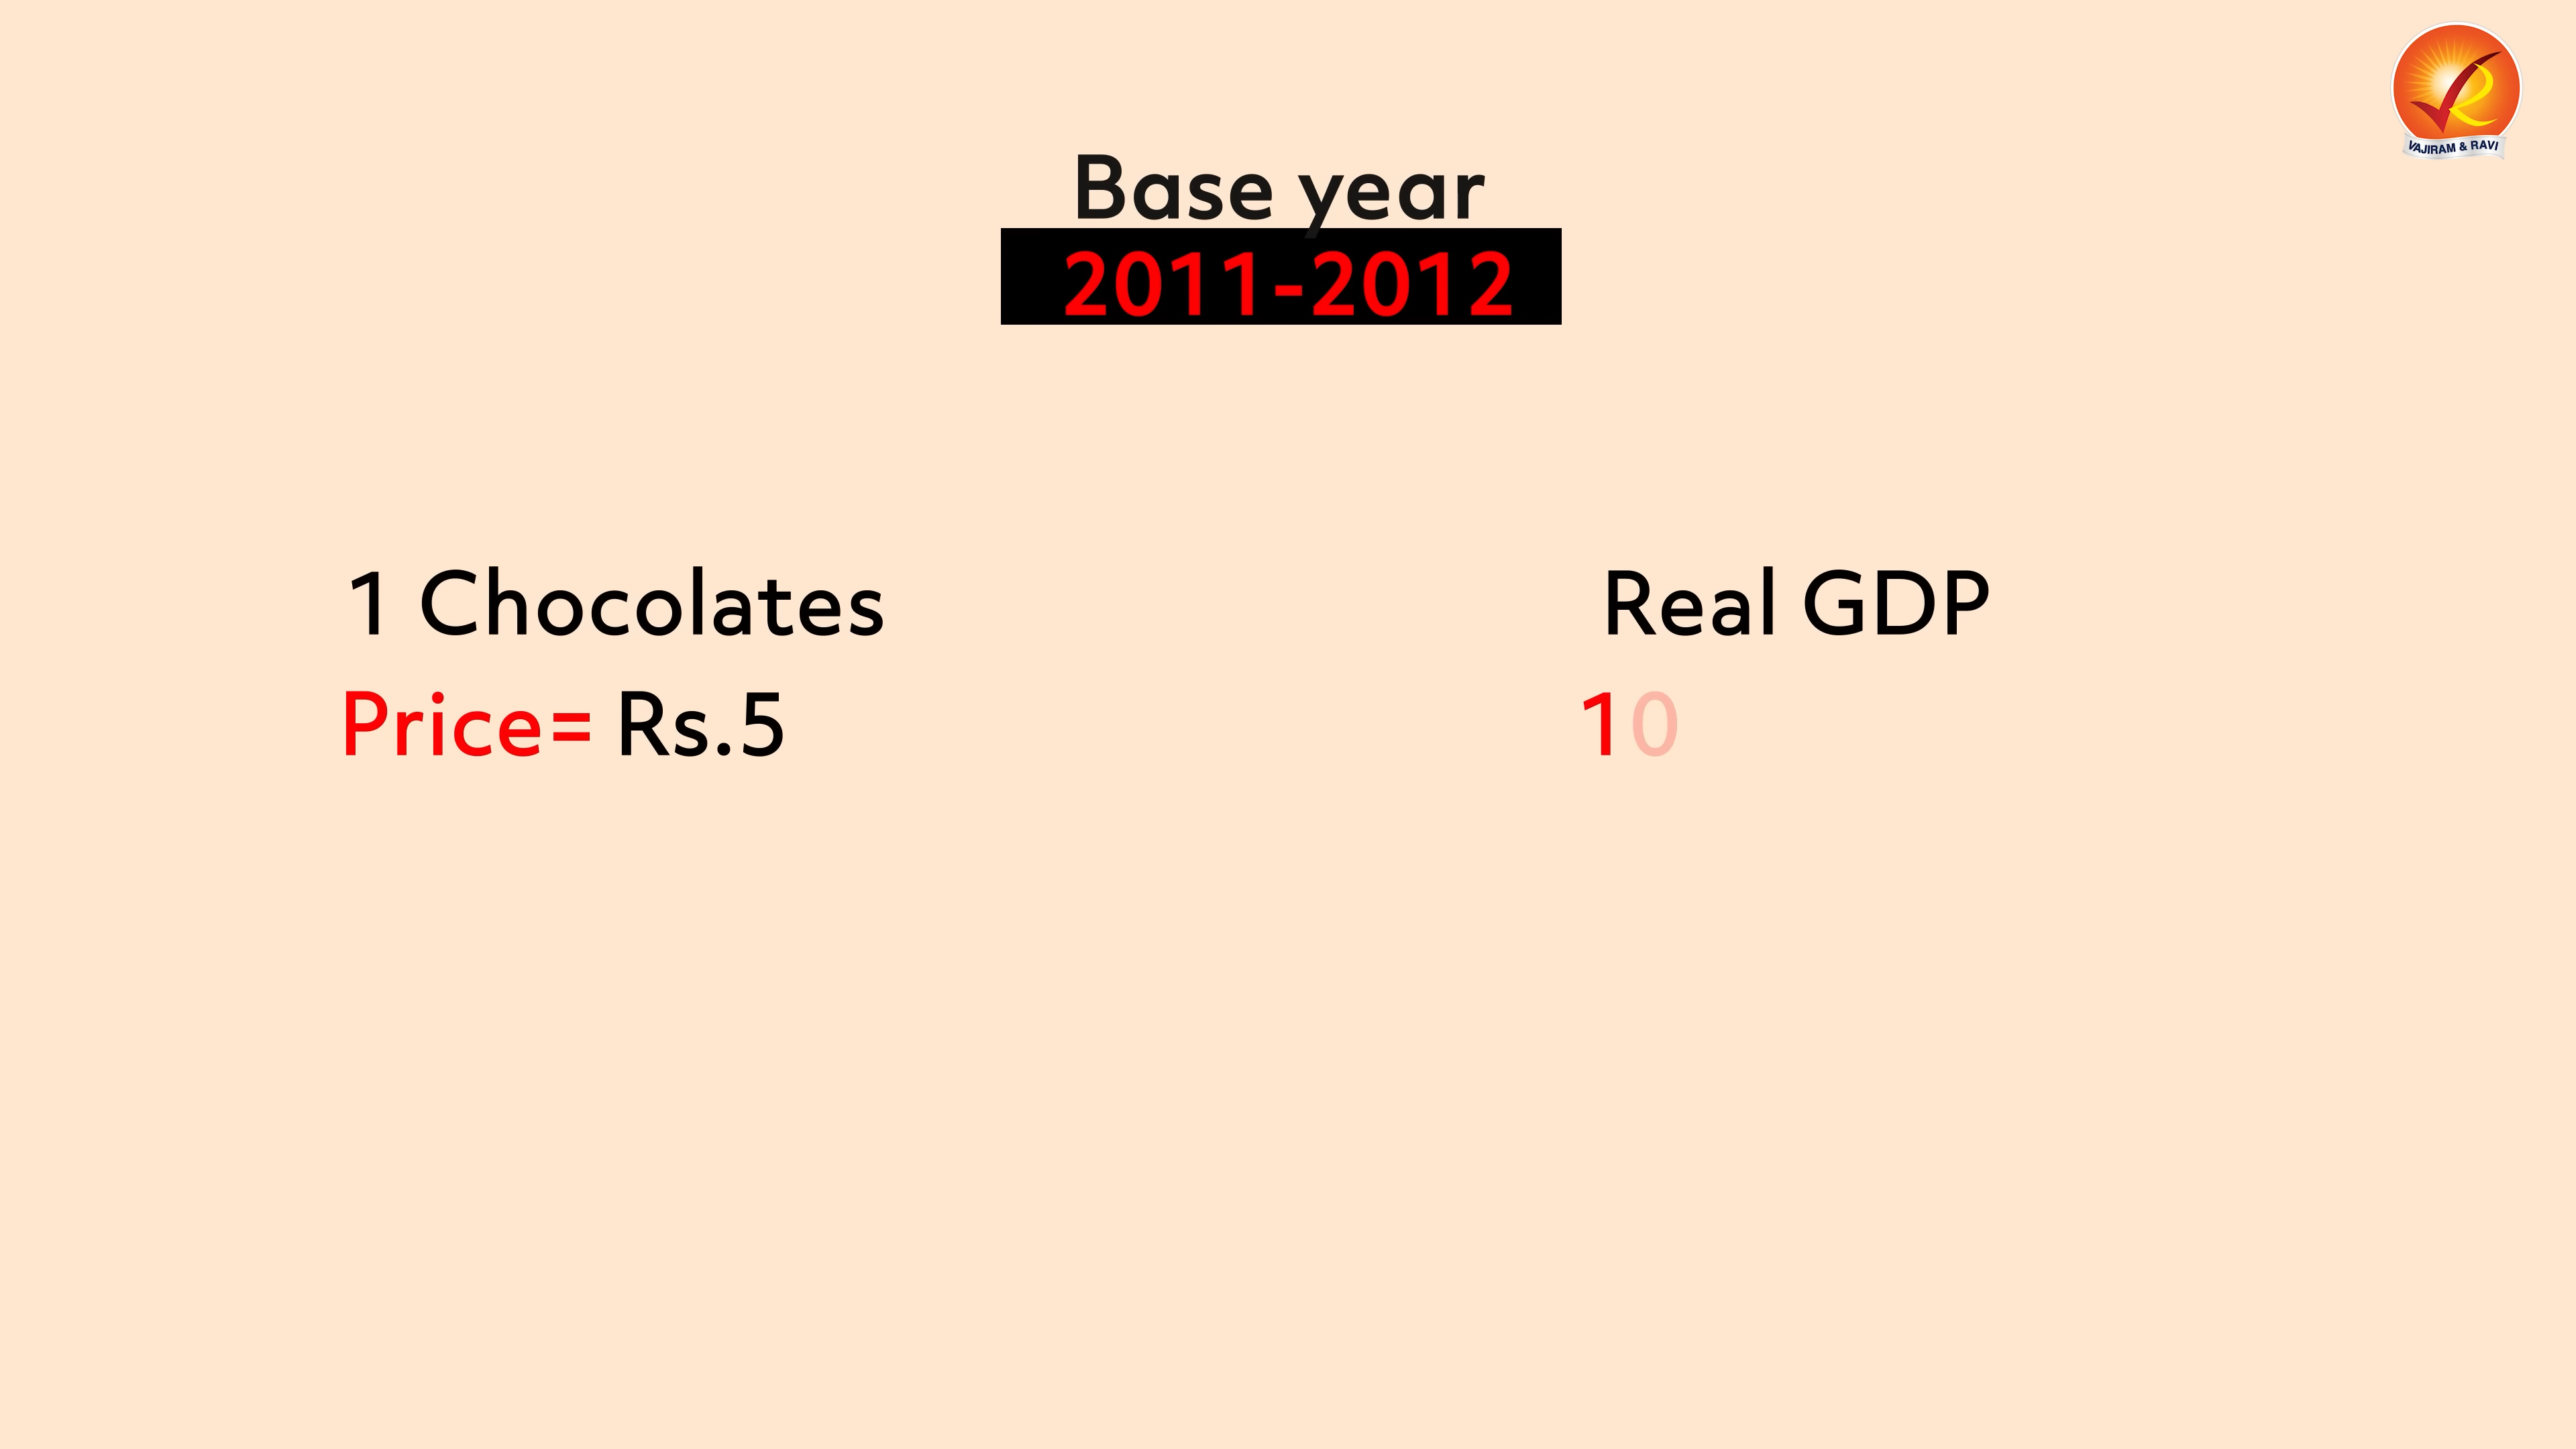 VAJIRAM & RAVI
Base year
2011-2012
1 Chocolates
Price= Rs.5
Real GDP
10